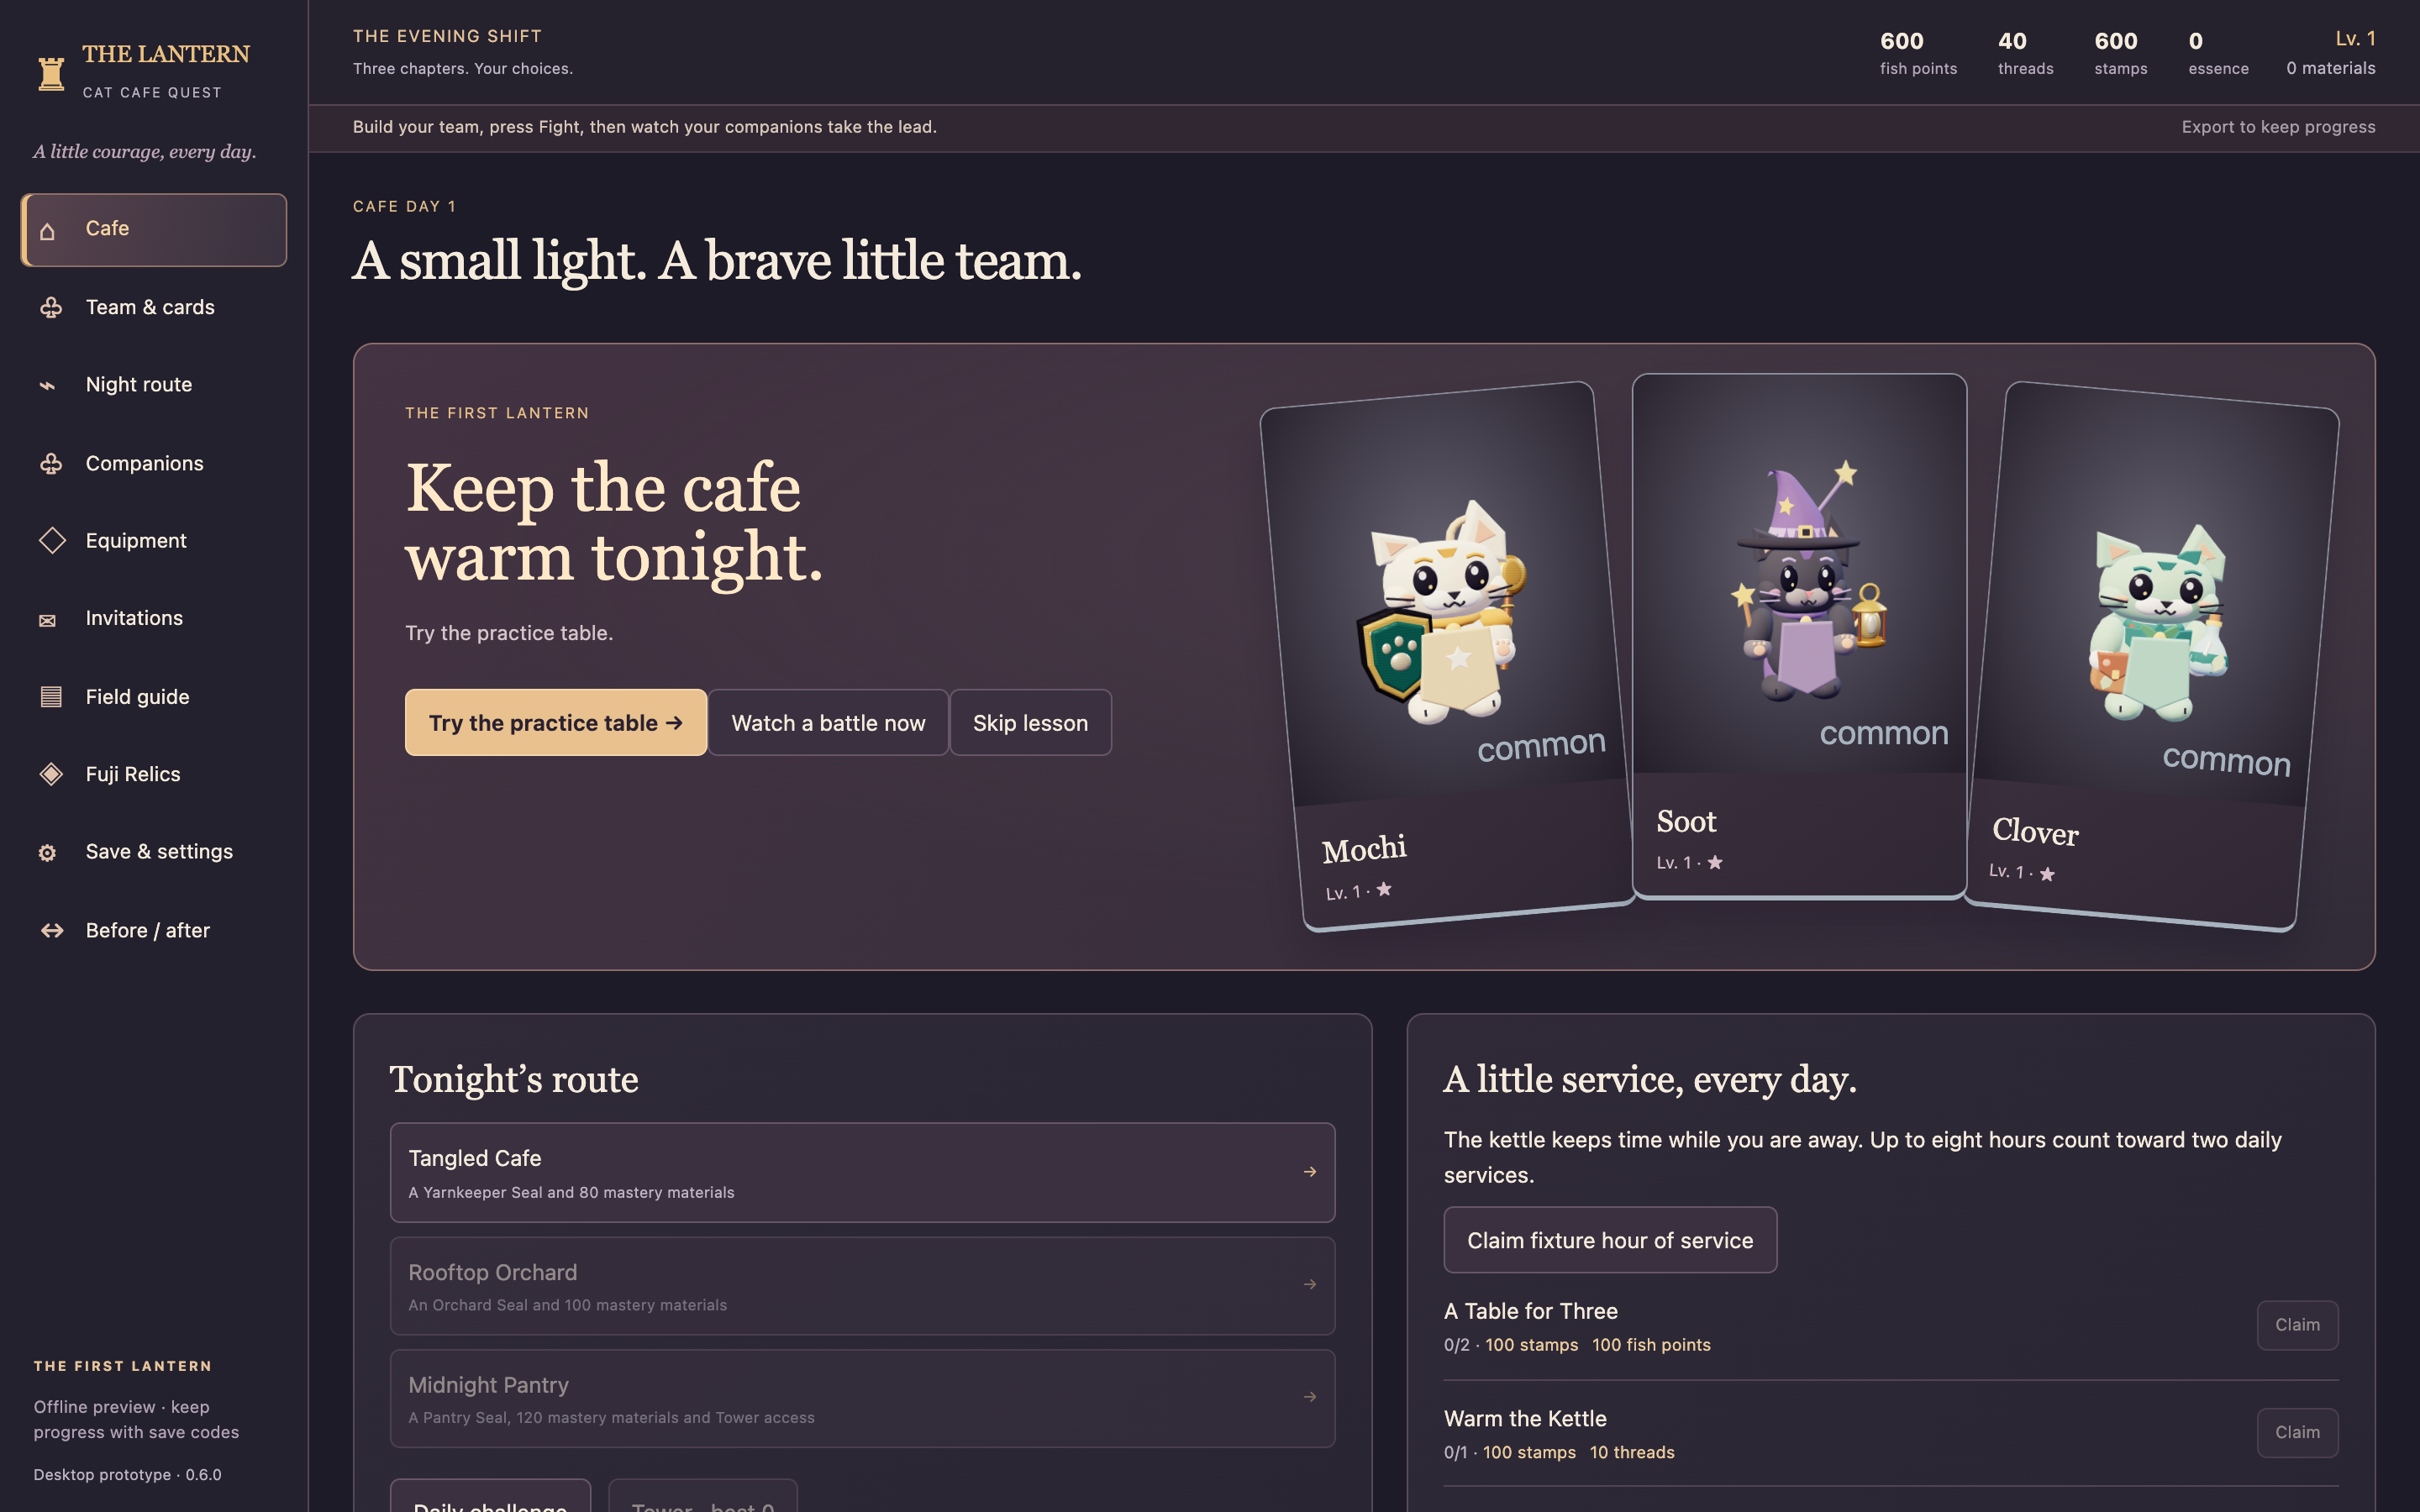 THE LANTERN
CAT CAFE QUEST
A little courage, every day.
Cafe
Team & cards
Night route
Companions
Equipment
Invitations
Field guide
Fuji Relics
Save & settings
Before / after
THE FIRST LANTERN
Offline preview · keep
progress with save codes
Desktop prototype · 0.6.0
THE EVENING SHIFT
Three chapters. Your choices.
600
fish points
40
threads
600
stamps
0
essence
Lv. 1
0 materials
Build your team, press Fight, then watch your companions take the lead.
Export to keep progress
CAFE DAY 1
A small light. A brave little team.
THE FIRST LANTERN
Keep the cafe
warm tonight.
Try the practice table.
Try the practice table →
Watch a battle now
Skip lesson
common
Mochi
Lv. 1 · ★
common
Soot
Lv. 1 · ★
common
Clover
Lv. 1 · ★
Tonight’s route
Tangled Cafe
A Yarnkeeper Seal and 80 mastery materials
→
Rooftop Orchard
An Orchard Seal and 100 mastery materials
→
Midnight Pantry
A Pantry Seal, 120 mastery materials and Tower access
→
Daily challenge
Tower · best 0
A little service, every day.
The kettle keeps time while you are away. Up to eight hours count toward two daily
services.
Claim fixture hour of service
A Table for Three
0/2 · 100 stamps 100 fish points
Claim
Warm the Kettle
0/1 · 100 stamps 10 threads
Claim